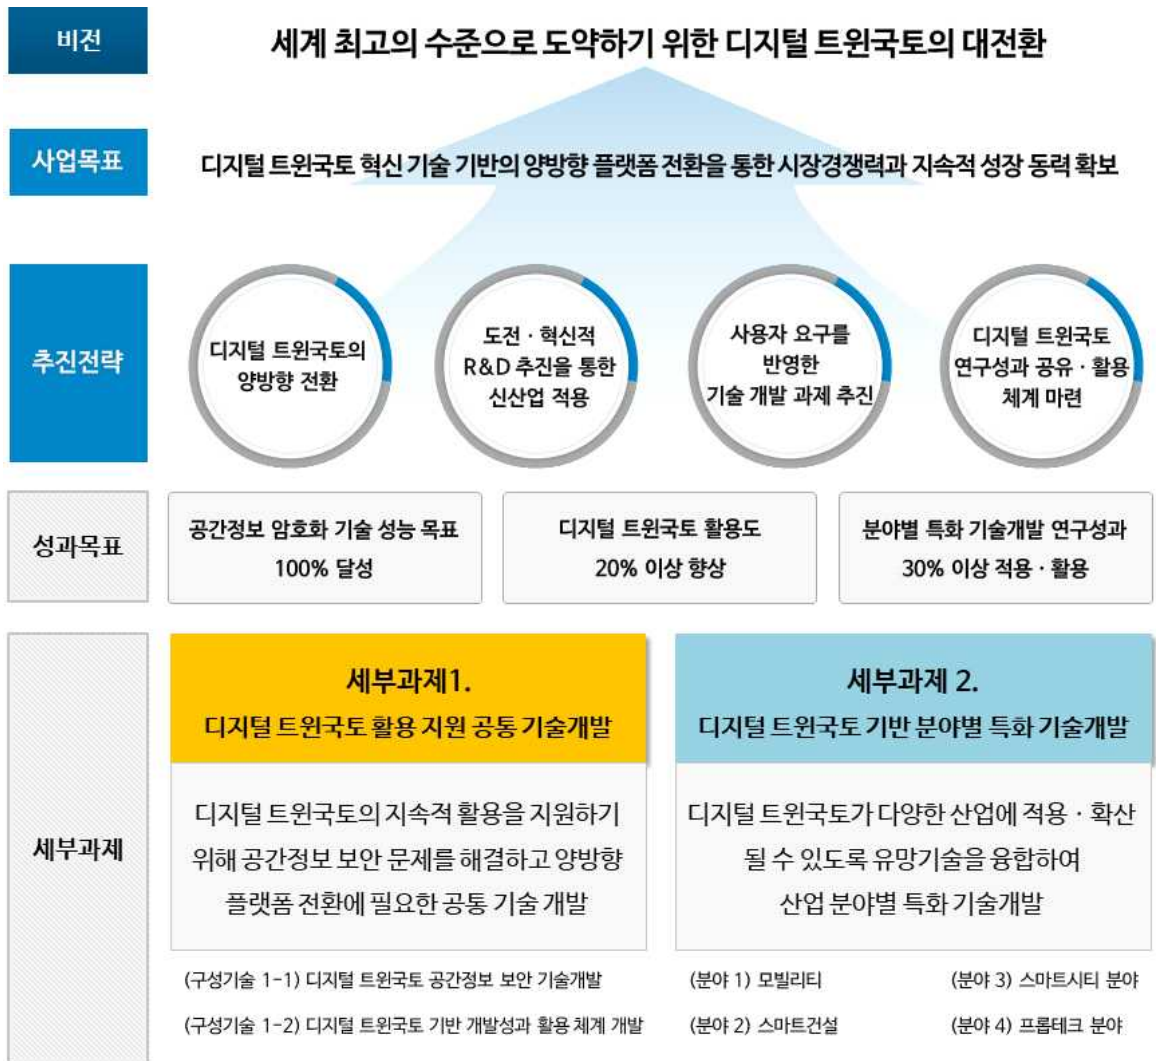 비전
세계 최고의 수준으로 도약하기 위한 디지털 트윈국토의 대전환
사업목표
디지털 트윈국토 혁신 기술 기반의 양방향 플랫폼 전환을 통한 시장경쟁력과 지속적 성장 동력 확보
추진전략
디지털 트윈국토의
양방향 전환
도전 · 혁신적
R&D 추진을 통한
신산업 적용
사용자 요구를
반영한
기술 개발 과제 추진
디지털 트윈국토
연구성과 공유 · 활용
체계 마련
성과목표
공간정보 암호화 기술 성능 목표
100% 달성
디지털 트윈국토 활용도
20% 이상 향상
분야별 특화 기술개발 연구성과
30% 이상 적용 · 활용
세부과제
세부과제1.
디지털 트윈국토 활용 지원 공통 기술개발
디지털 트윈국토의 지속적 활용을 지원하기
위해 공간정보 보안 문제를 해결하고 양방향
플랫폼 전환에 필요한 공통 기술 개발
(구성기술 1-1) 디지털 트윈국토 공간정보 보안 기술개발
(구성기술 1-2) 디지털 트윈국토 기반 개발성과 활용 체계 개발
세부과제 2.
디지털 트윈국토 기반 분야별 특화 기술개발
디지털 트윈국토가 다양한 산업에 적용 · 확산
될 수 있도록 유망기술을 융합하여
산업 분야별 특화 기술개발
(분야 1) 모빌리티
(분야 2) 스마트건설
(분야 3) 스마트시티 분야
(분야 4) 프롭테크 분야